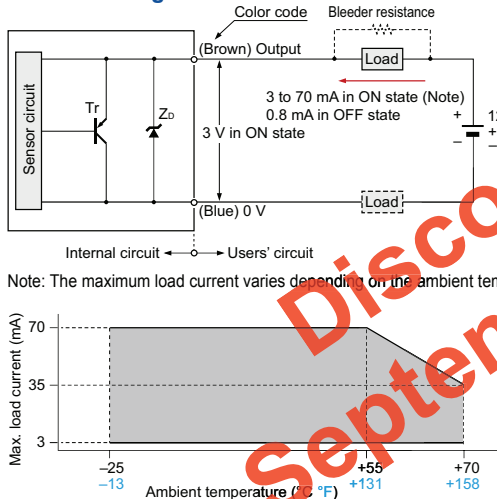 Color code
Bleeder resistance
(Brown) Output
Load
Sensor circuit
Tr
ZD
3 V in ON state
3 to 70 mA in ON state (Note)
0.8 mA in OFF state
+
–
+
–
Load
(Blue) 0 V
Internal circuit
Users’ circuit
Note: The maximum load current varies depending on the ambient
Max. load current (mA)
70
35
3
–25
+55
+70
–13
+131
+158
Ambient temperature (°C °F)